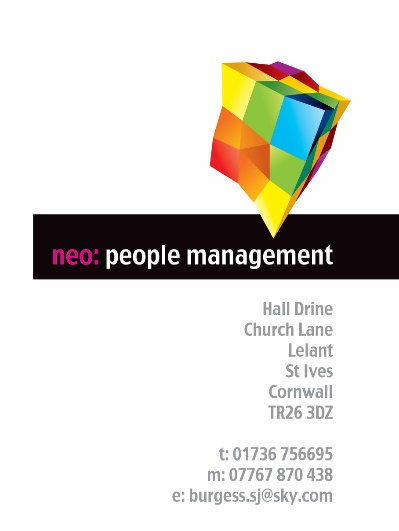 neo: people management
Hall Drine
Church Lane
Lelant
St Ives
Cornwall
TR26 3DZ
t: 01736 756695
m: 07767 870 438
e: burgess.sj@sky.com